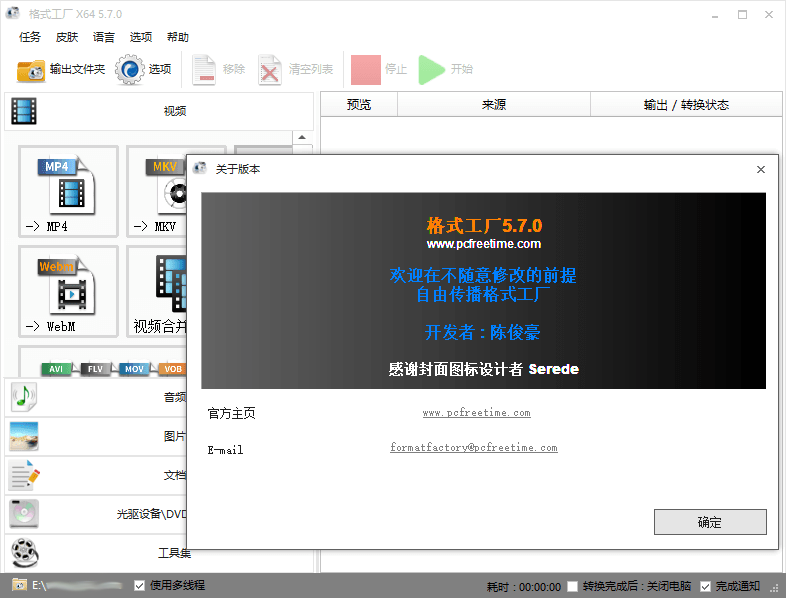 格式工厂 X64 5.7.0
任务 皮肤 语言 选项 帮助
输出文件夹 选项 移除 清空列表 停止 开始
视频
预览 来源 输出 / 转换状态
MP4
-> MP4
MKV
-> MKV
Webm
-> WebM
视频合并
AVI FLV MOV VOB
音频
图片
文档
光驱设备\DVD
工具集
关于版本
格式工厂5.7.0
www.pcfreetime.com
欢迎在不随意修改的前提
自由传播格式工厂
开发者：陈俊豪
感谢封面图标设计者 Serede
官方主页 www.pcfreetime.com
E-mail formatfactory@pcfreetime.com
确定
E:\ 使用多线程 耗时 : 00:00:00 转换完成后 : 关闭电脑 完成通知